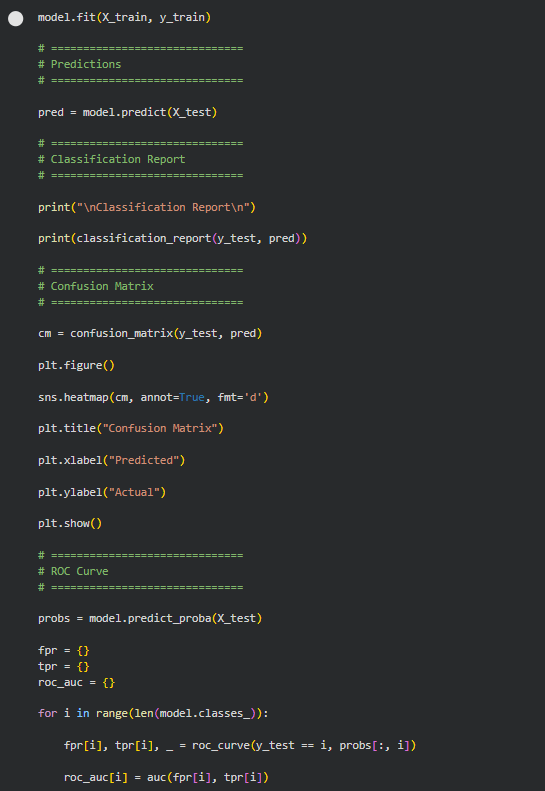 model.fit(X_train, y_train)
# ==============================
# Predictions
# ==============================
pred = model.predict(X_test)
# ==============================
# Classification Report
# ==============================
print("\nClassification Report\n")
print(classification_report(y_test, pred))
# ==============================
# Confusion Matrix
# ==============================
cm = confusion_matrix(y_test, pred)
plt.figure()
sns.heatmap(cm, annot=True, fmt='d')
plt.title("Confusion Matrix")
plt.xlabel("Predicted")
plt.ylabel("Actual")
plt.show()
# ==============================
# ROC Curve
# ==============================
probs = model.predict_proba(X_test)
fpr = {}
tpr = {}
roc_auc = {}
for i in range(len(model.classes_)):
    fpr[i], tpr[i], _ = roc_curve(y_test == i, probs[:, i])
    roc_auc[i] = auc(fpr[i], tpr[i])